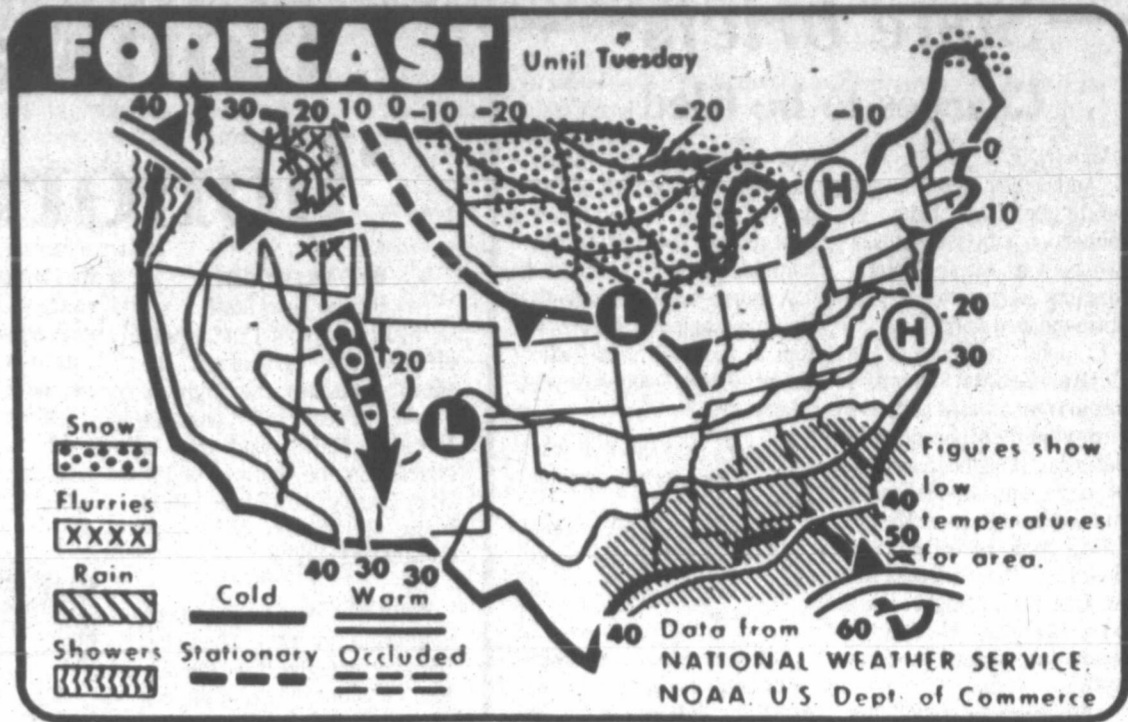 FORECAST
Until Tuesday
40 30 20 10 0 -10 -20 -20 -10
0
10
H
H
20
30
L
COLD
20
L
Snow
Flurries
XXXX
Rain
Showers
Cold Warm
Stationary Occluded
40 30 30
Figures show
low
40 temperatures
50 for area.
40 60
Data from
NATIONAL WEATHER SERVICE,
NOAA. U.S. Dept. of Commerce